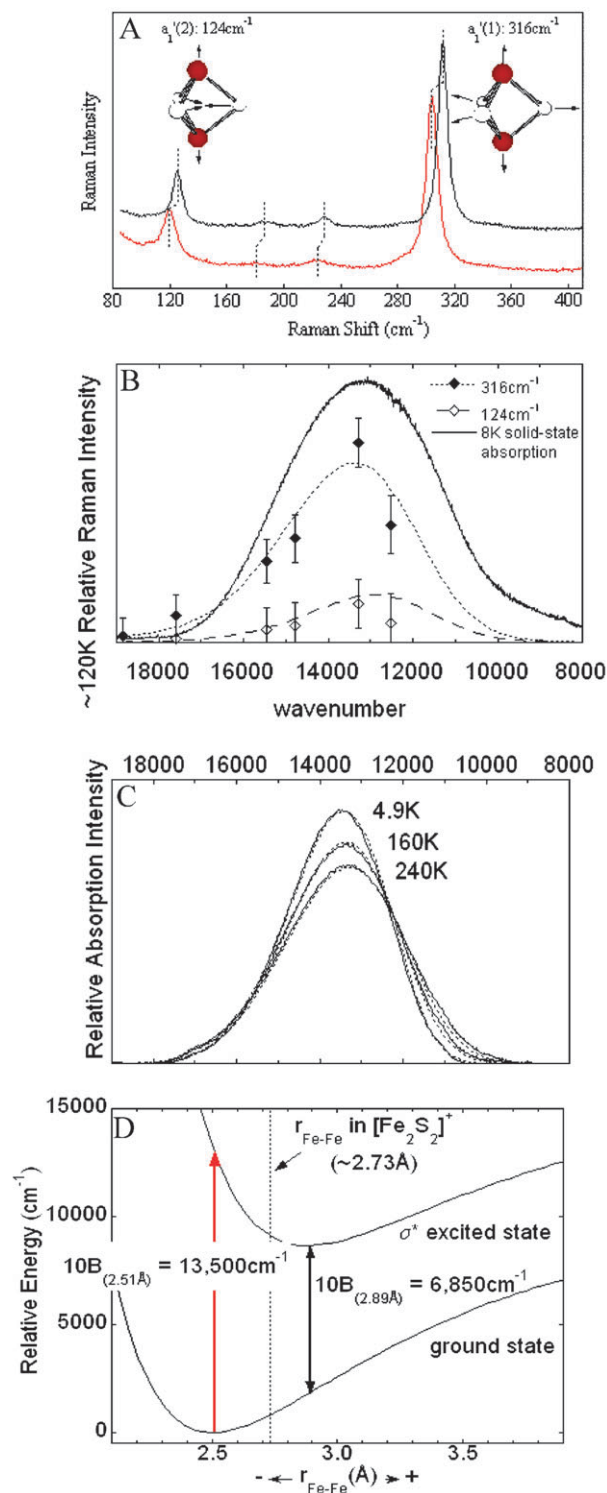 A
a₁'(2): 124cm⁻¹
a₁'(1): 316cm⁻¹
Raman Intensity
80 120 160 200 240 280 320 360 400
Raman Shift (cm⁻¹)
B
316cm⁻¹
124cm⁻¹
8K solid-state
absorption
~120K Relative Raman Intensity
18000 16000 14000 12000 10000 8000
wavenumber
18000 16000 14000 12000 10000 8000
C
4.9K
160K
240K
Relative Absorption Intensity
15000
D
r Fe-Fe in [Fe₂S₂]⁺
(~2.73Å)
10000
σ* excited state
10B (2.51Å) = 13,500cm⁻¹
10B (2.89Å) = 6,850cm⁻¹
5000
ground state
0
Relative Energy (cm⁻¹)
2.5 3.0 3.5
- ← r Fe-Fe (Å) → +